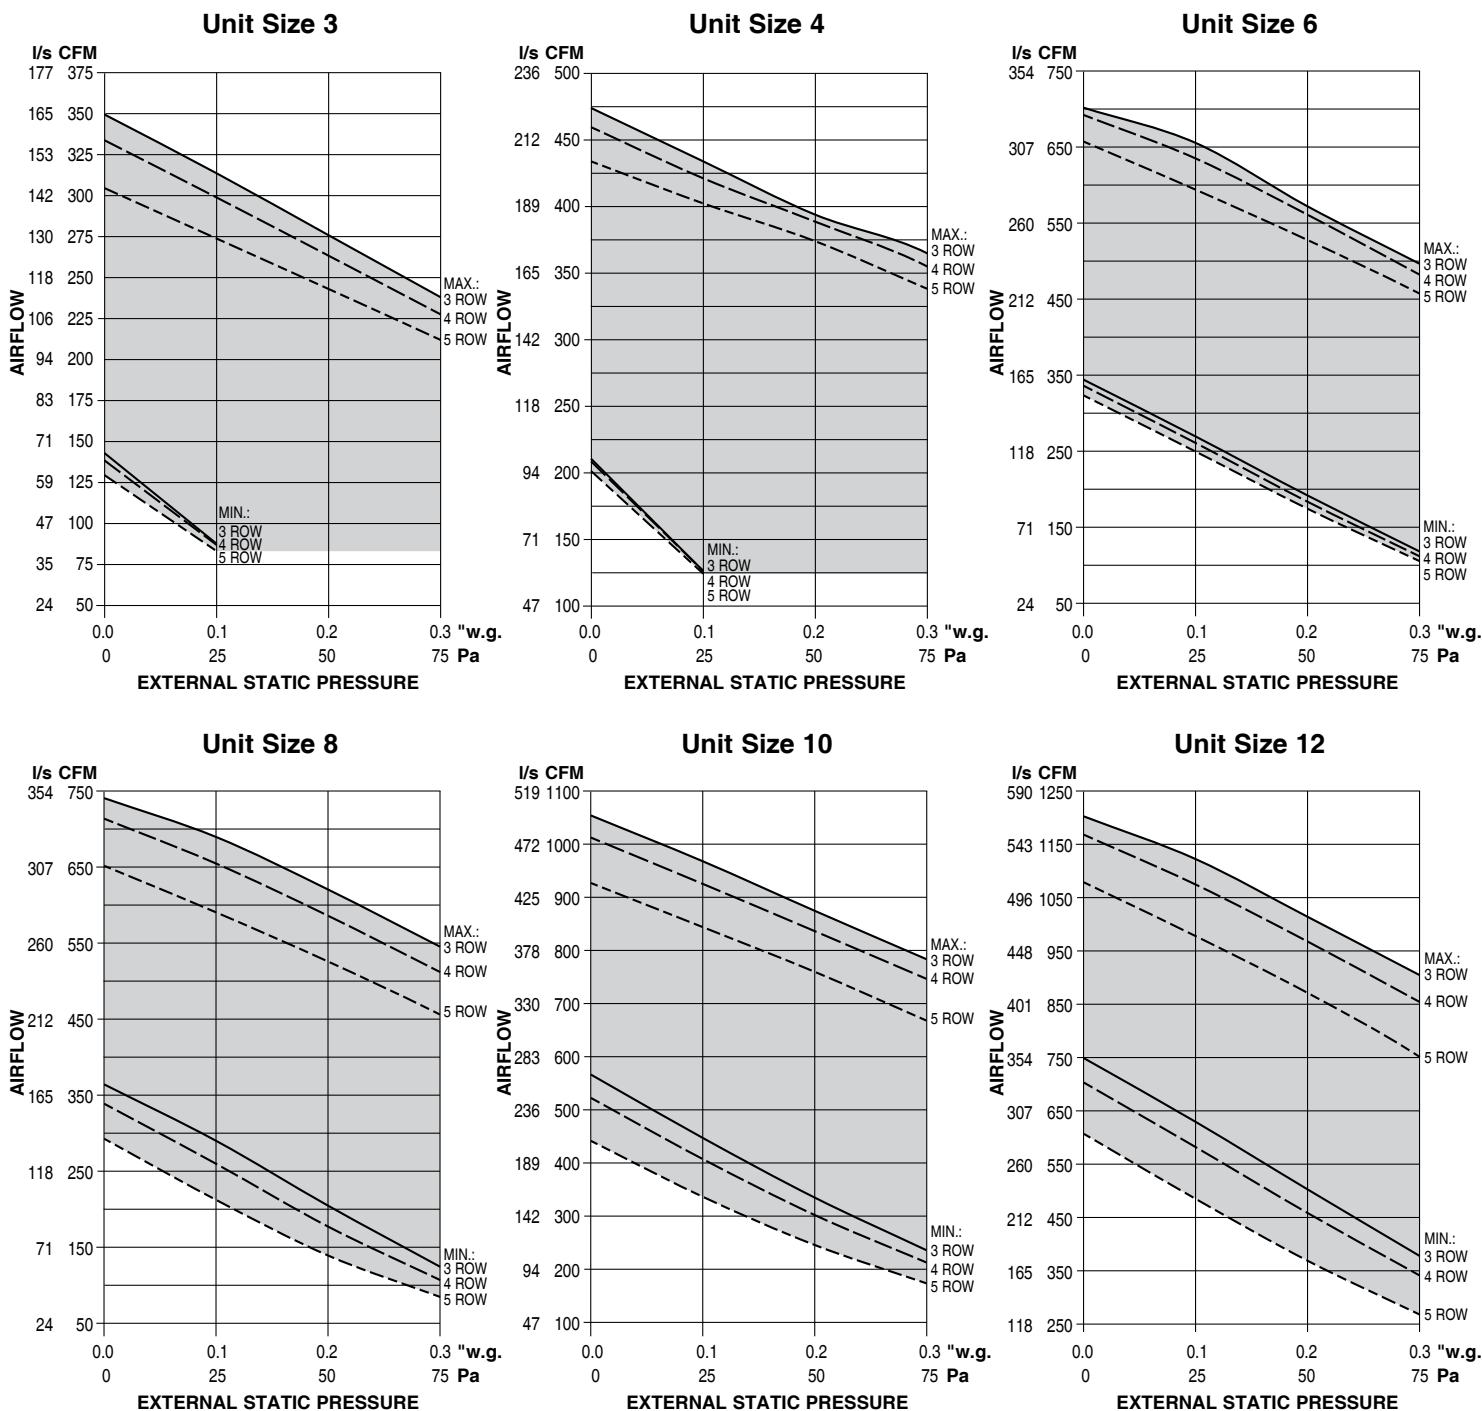 Unit Size 3
l/s CFM
177 375
165 350
153 325
142 300
130 275
118 250
106 225
94 200
83 175
71 150
59 125
47 100
35 75
24 50
AIRFLOW
MAX.:
3 ROW
4 ROW
5 ROW
MIN.:
3 ROW
4 ROW
5 ROW
0.0 0.1 0.2 0.3 "w.g.
0 25 50 75 Pa
EXTERNAL STATIC PRESSURE
Unit Size 4
l/s CFM
236 500
212 450
189 400
165 350
142 300
118 250
94 200
71 150
47 100
AIRFLOW
MAX.:
3 ROW
4 ROW
5 ROW
MIN.:
3 ROW
4 ROW
5 ROW
0.0 0.1 0.2 0.3 "w.g.
0 25 50 75 Pa
EXTERNAL STATIC PRESSURE
Unit Size 6
l/s CFM
354 750
307 650
260 550
212 450
165 350
118 250
71 150
24 50
AIRFLOW
MAX.:
3 ROW
4 ROW
5 ROW
MIN.:
3 ROW
4 ROW
5 ROW
0.0 0.1 0.2 0.3 "w.g.
0 25 50 75 Pa
EXTERNAL STATIC PRESSURE
Unit Size 8
l/s CFM
354 750
307 650
260 550
212 450
165 350
118 250
71 150
24 50
AIRFLOW
MAX.:
3 ROW
4 ROW
5 ROW
MIN.:
3 ROW
4 ROW
5 ROW
0.0 0.1 0.2 0.3 "w.g.
0 25 50 75 Pa
EXTERNAL STATIC PRESSURE
Unit Size 10
l/s CFM
519 1100
472 1000
425 900
378 800
330 700
283 600
236 500
189 400
142 300
94 200
47 100
AIRFLOW
MAX.:
3 ROW
4 ROW
5 ROW
MIN.:
3 ROW
4 ROW
5 ROW
0.0 0.1 0.2 0.3 "w.g.
0 25 50 75 Pa
EXTERNAL STATIC PRESSURE
Unit Size 12
l/s CFM
590 1250
543 1150
496 1050
448 950
401 850
354 750
307 650
260 550
212 450
165 350
118 250
AIRFLOW
MAX.:
3 ROW
4 ROW
5 ROW
MIN.:
3 ROW
4 ROW
5 ROW
0.0 0.1 0.2 0.3 "w.g.
0 25 50 75 Pa
EXTERNAL STATIC PRESSURE